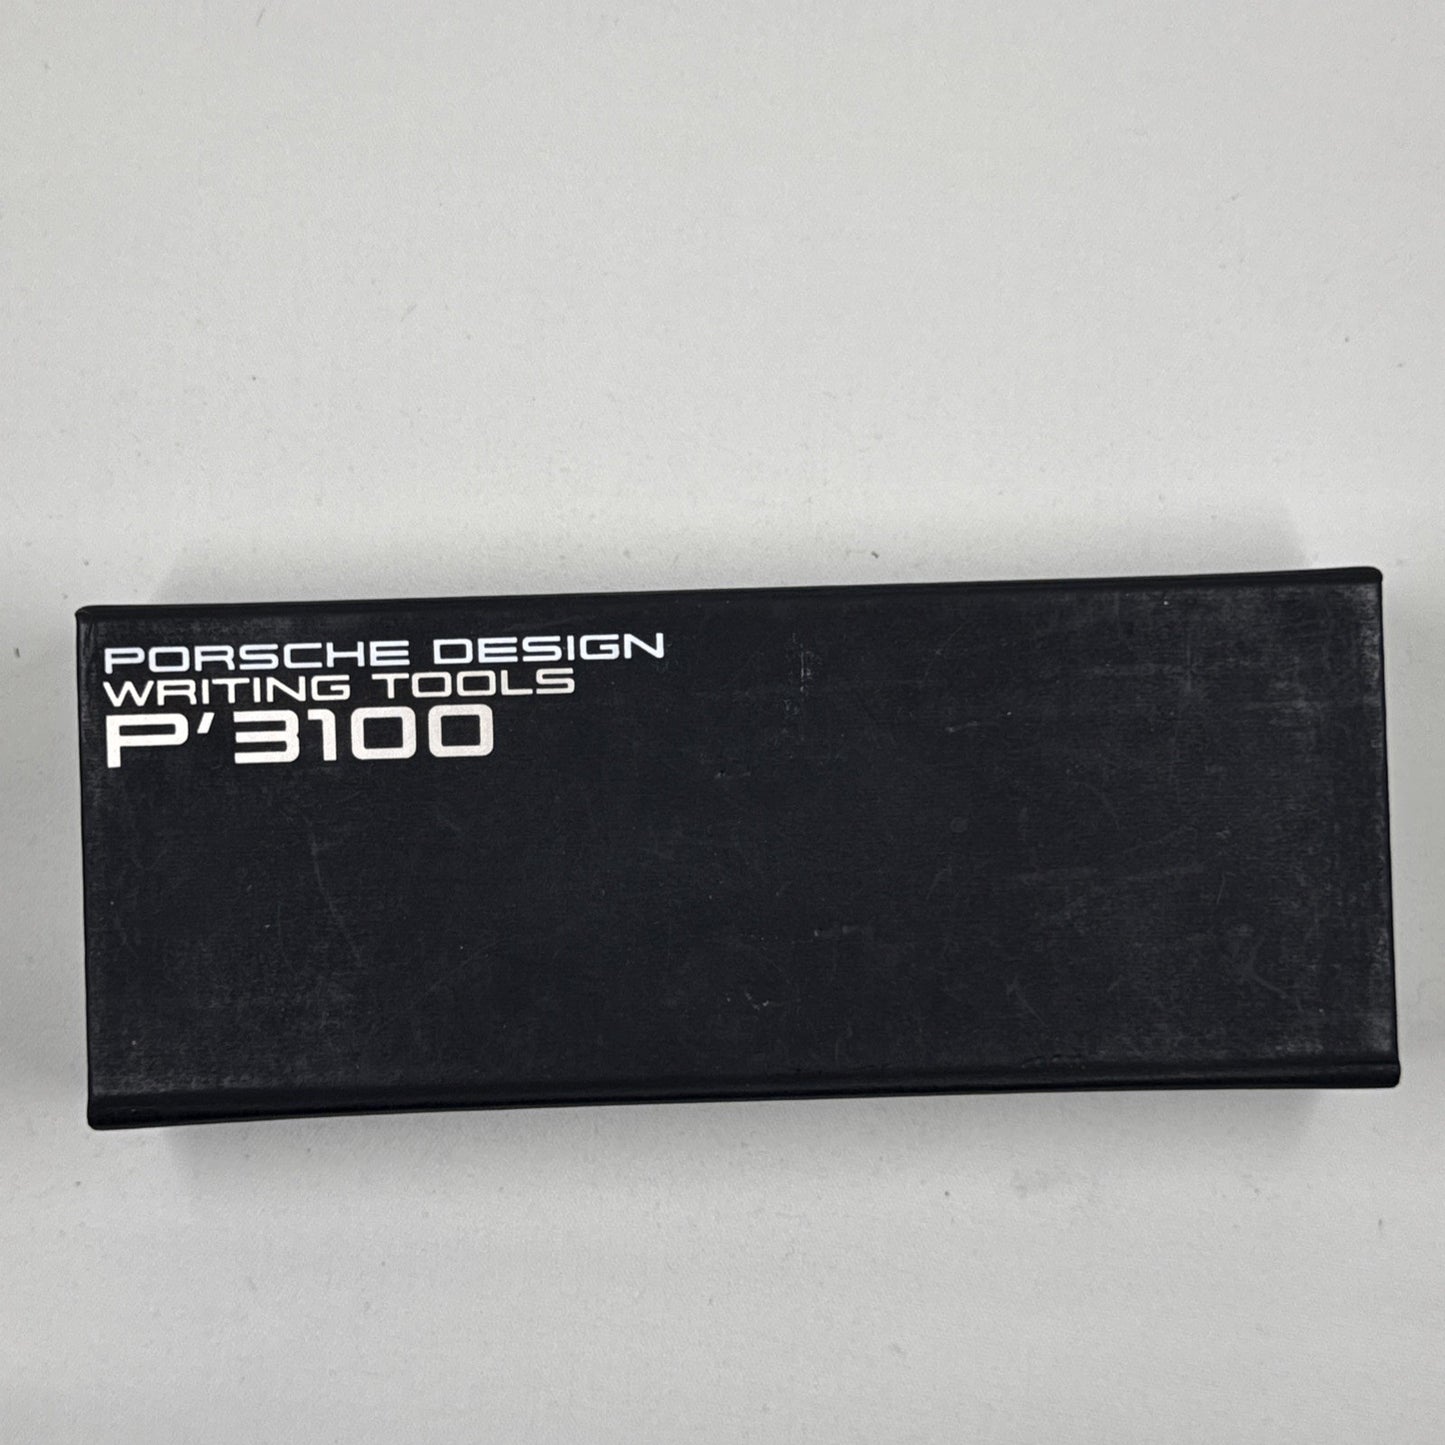 PORSCHE DESIGN
WRITING TOOLS
P'3100